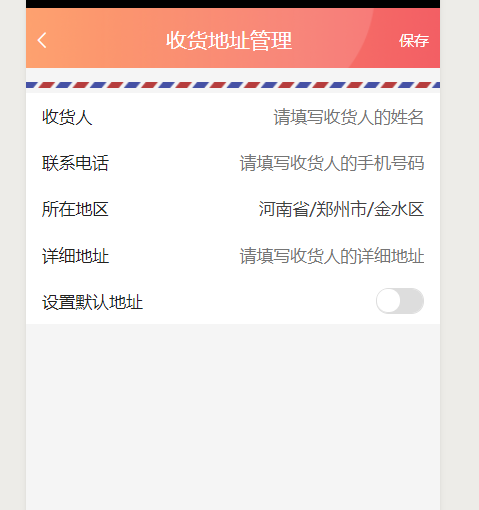 收货地址管理 保存
收货人 请填写收货人的姓名
联系电话 请填写收货人的手机号码
所在地区 河南省/郑州市/金水区
详细地址 请填写收货人的详细地址
设置默认地址